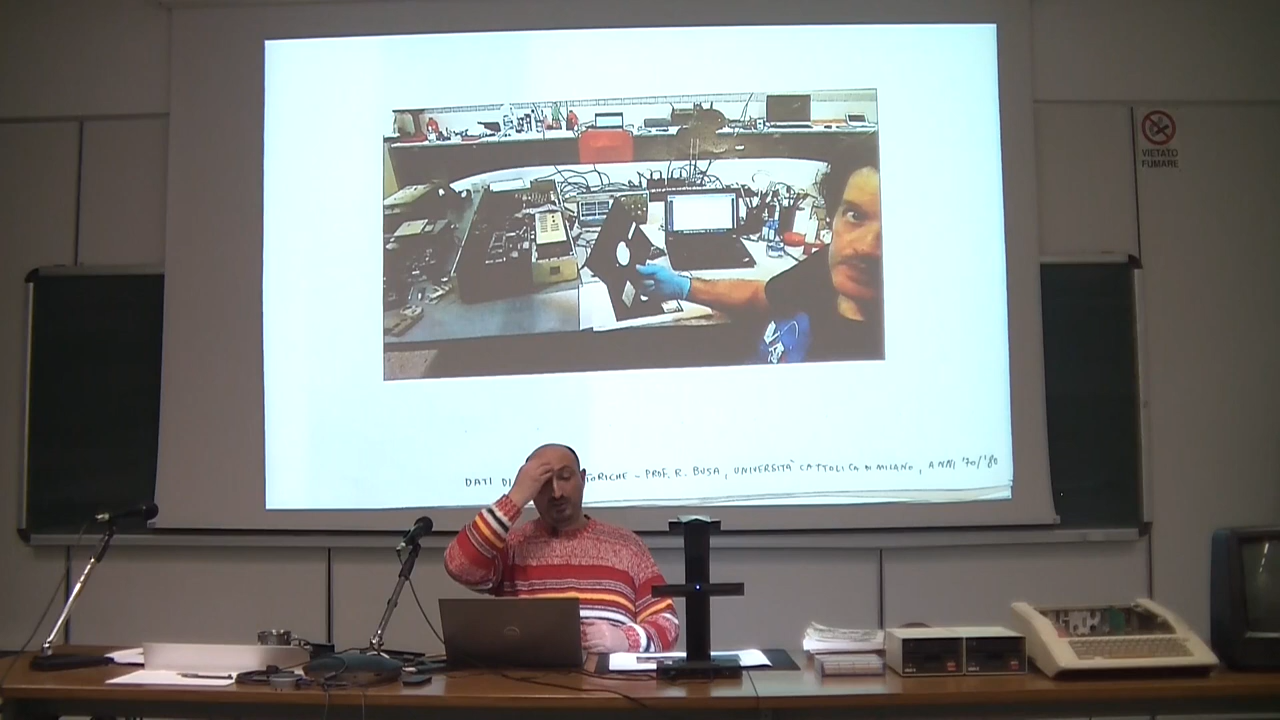 VIETATO
FUMARE
DATI DI
TORICHE - PROF. R. BUSA, UNIVERSITÀ CATTOLICA DI MILANO, ANNI '70/'80